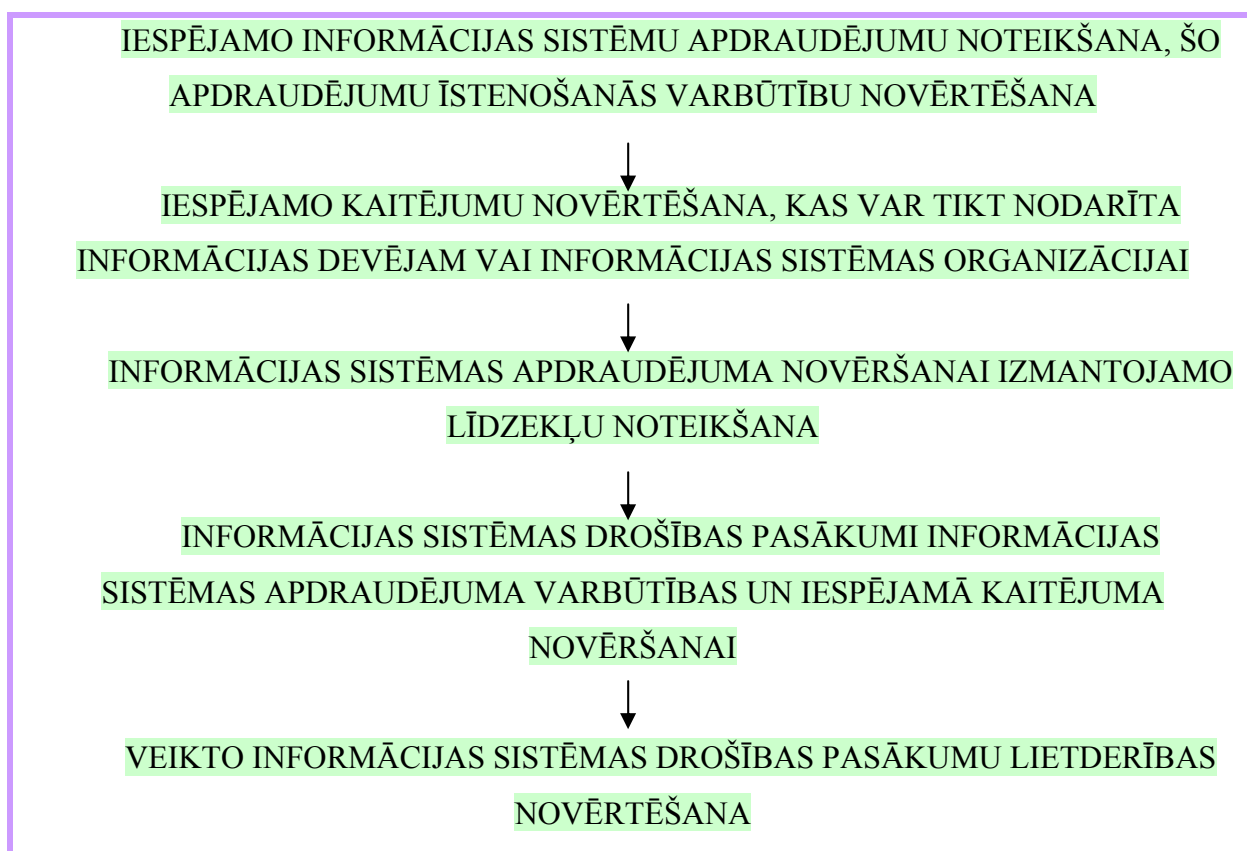 IESPĒJAMO INFORMĀCIJAS SISTĒMU APDRAUDĒJUMU NOTEIKŠANA, ŠO
APDRAUDĒJUMU ĪSTENOŠANĀS VARBŪTĪBU NOVĒRTĒŠANA
IESPĒJAMO KAITĒJUMU NOVĒRTĒŠANA, KAS VAR TIKT NODARĪTA
INFORMĀCIJAS DEVĒJAM VAI INFORMĀCIJAS SISTĒMAS ORGANIZĀCIJAI
INFORMĀCIJAS SISTĒMAS APDRAUDĒJUMA NOVĒRŠANAI IZMANTOJAMO
LĪDZEKĻU NOTEIKŠANA
INFORMĀCIJAS SISTĒMAS DROŠĪBAS PASĀKUMI INFORMĀCIJAS
SISTĒMAS APDRAUDĒJUMA VARBŪTĪBAS UN IESPĒJAMĀ KAITĒJUMA
NOVĒRŠANAI
VEIKTO INFORMĀCIJAS SISTĒMAS DROŠĪBAS PASĀKUMU LIETDERĪBAS
NOVĒRTĒŠANA